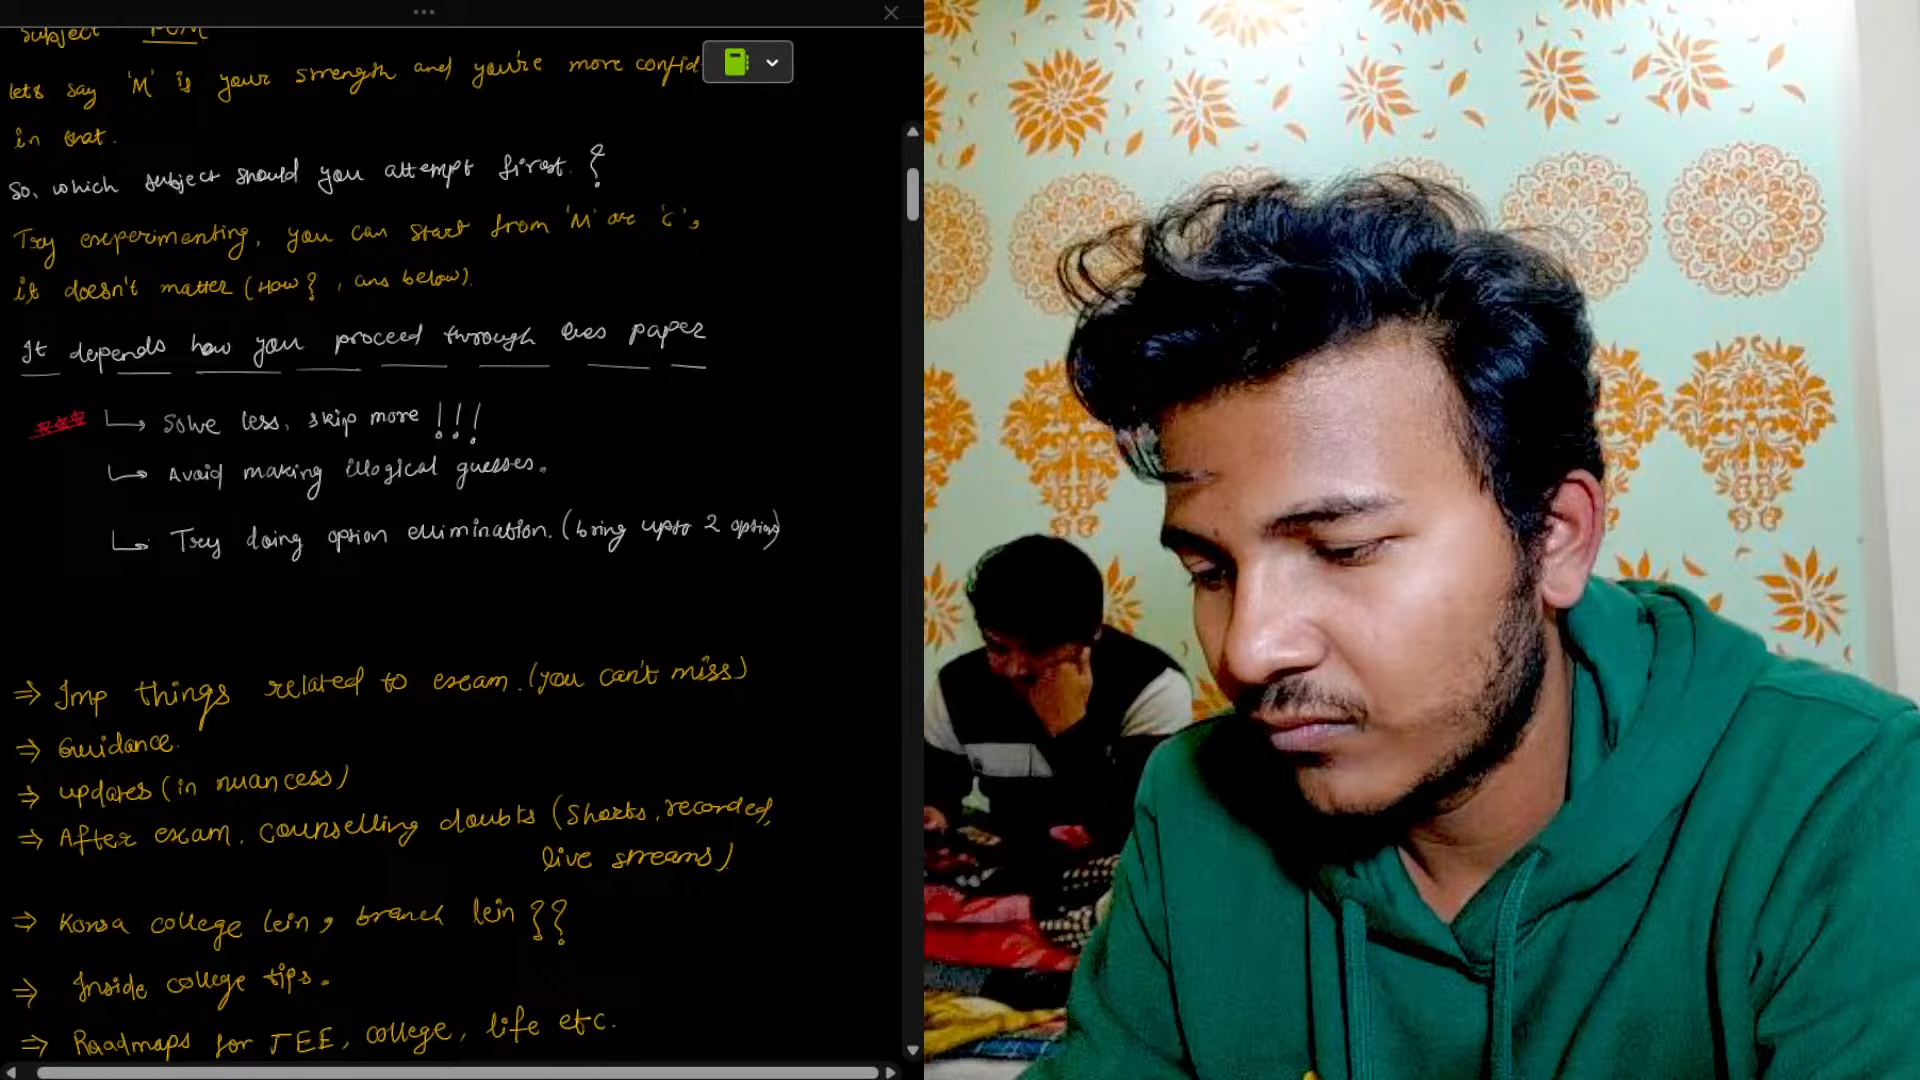 Subject PCM
lets say 'M' is your strength and you're more confid
in that.
So, which subject should you attempt first. ?
Try experimenting, you can start from 'M' or 'C',
it doesn't matter (How ?, ans below).
It depends how you proceed through the paper
*** ↳ Solve less, skip more !!!
↳ Avoid making illogical guesses.
↳ Try doing option ellimination. (bring upto 2 option)
⇒ Imp things related to exam. (you can't miss)
⇒ Guidance.
⇒ updates (in nuancess)
⇒ After exam. Counselling doubts (Shorts, recorded,
live streams)
⇒ Konsa college lein, branch lein ??
⇒ Inside college tips.
⇒ Roadmaps for JEE, college, life etc.